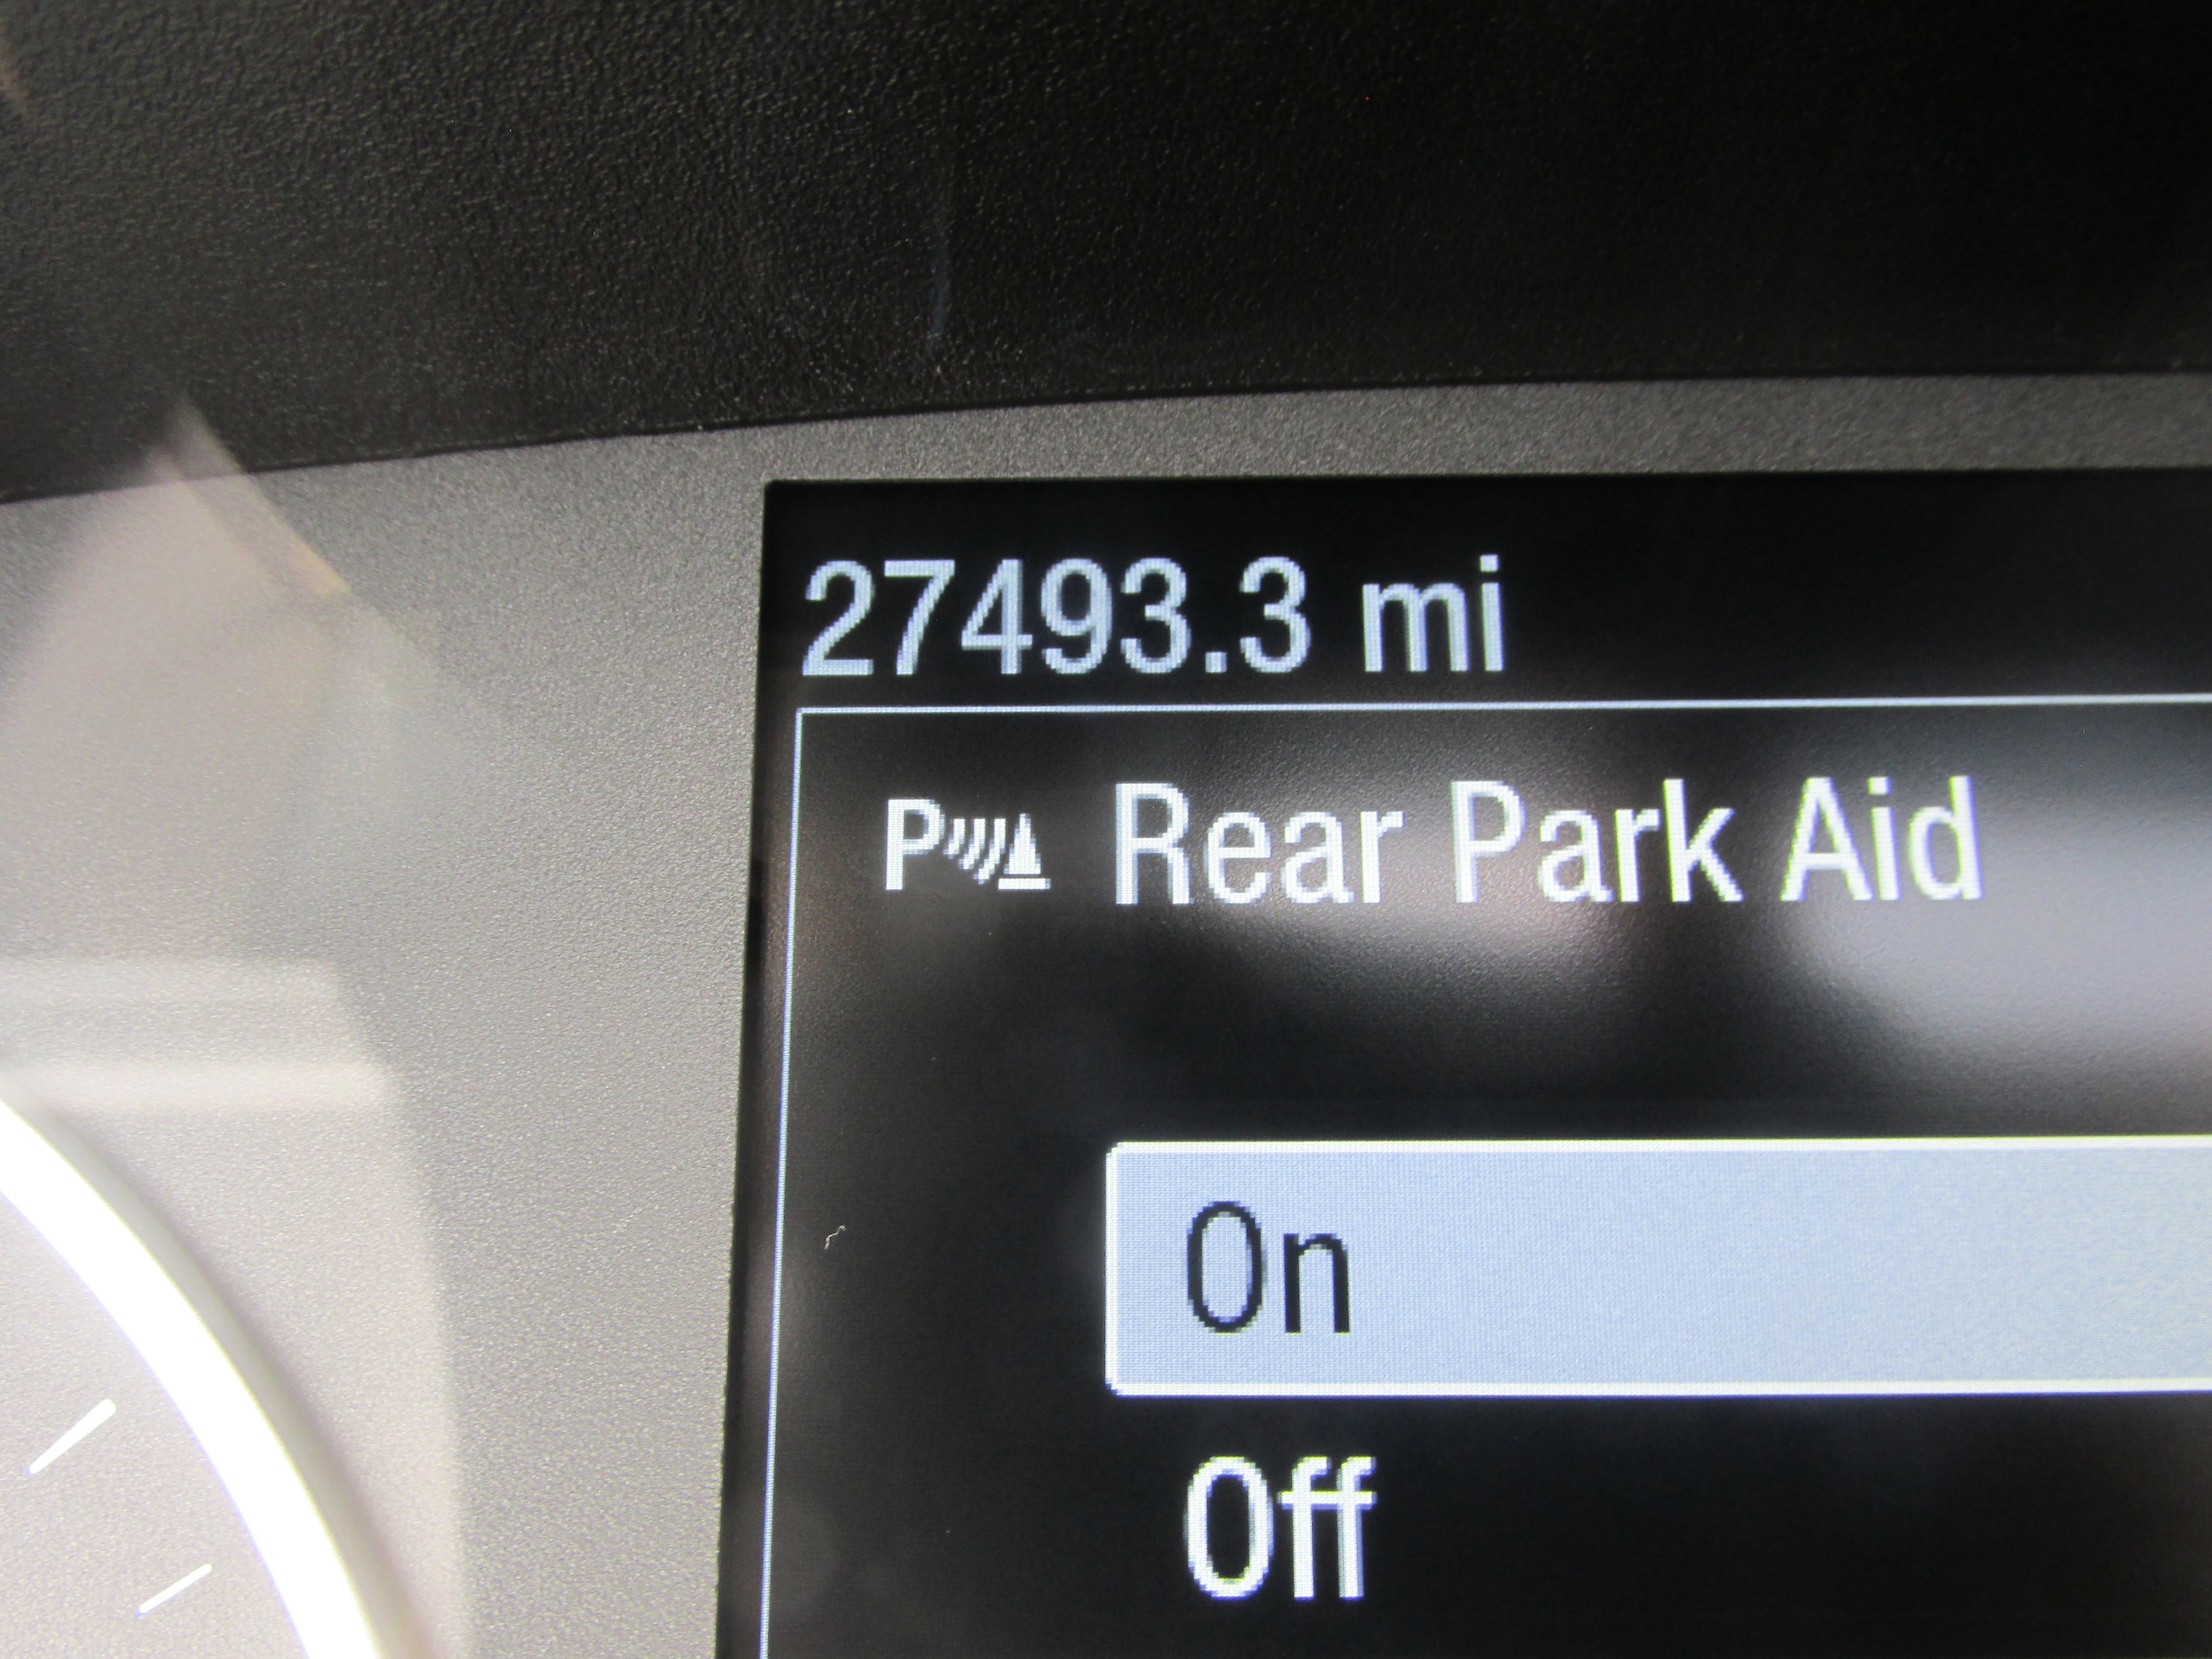 27493.3 mi
P Rear Park Aid
On
Off